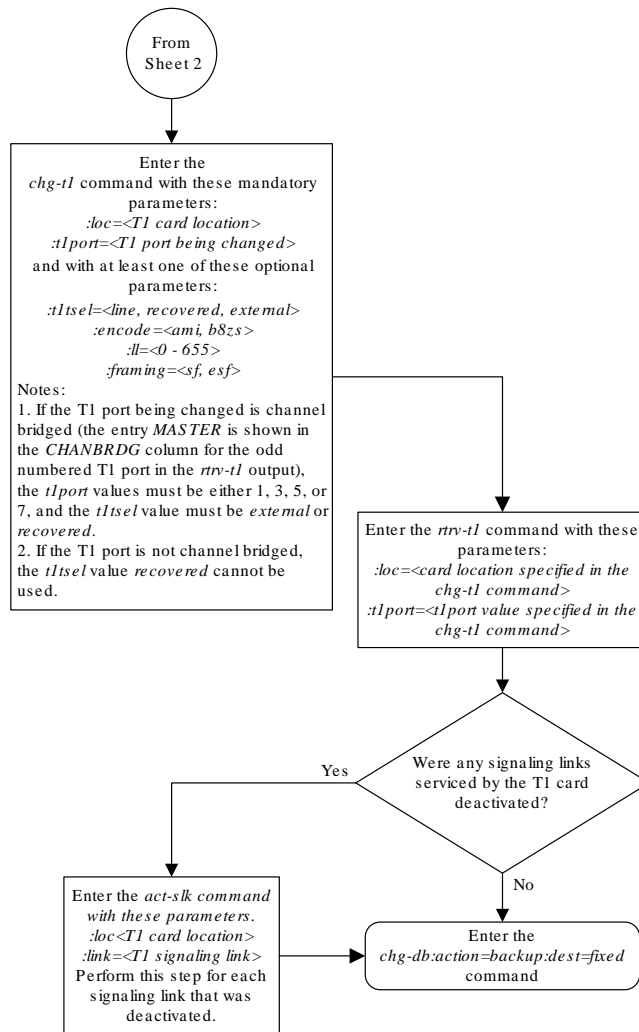 From
Sheet 2
Enter the
chg-t1 command with these mandatory
parameters:
:loc=<T1 card location>
:t1port=<T1 port being changed>
and with at least one of these optional
parameters:
:t1tsel=<line, recovered, external>
:encode=<ami, b8zs>
:ll=<0 - 655>
:framing=<sf, esf>
Notes:
1. If the T1 port being changed is channel
bridged (the entry MASTER is shown in
the CHANBRDG column for the odd
numbered T1 port in the rtrv-t1 output),
the t1port values must be either 1, 3, 5, or
7, and the t1tsel value must be external or
recovered.
2. If the T1 port is not channel bridged,
the t1tsel value recovered cannot be
used.
Enter the rtrv-t1 command with these
parameters:
:loc=<card location specified in the
chg-t1 command>
:t1port=<t1port value specified in the
chg-t1 command>
Were any signaling links
serviced by the T1 card
deactivated?
Yes
No
Enter the act-slk command
with these parameters.
:loc<T1 card location>
:link=<T1 signaling link>
Perform this step for each
signaling link that was
deactivated.
Enter the
chg-db:action=backup:dest=fixed
command